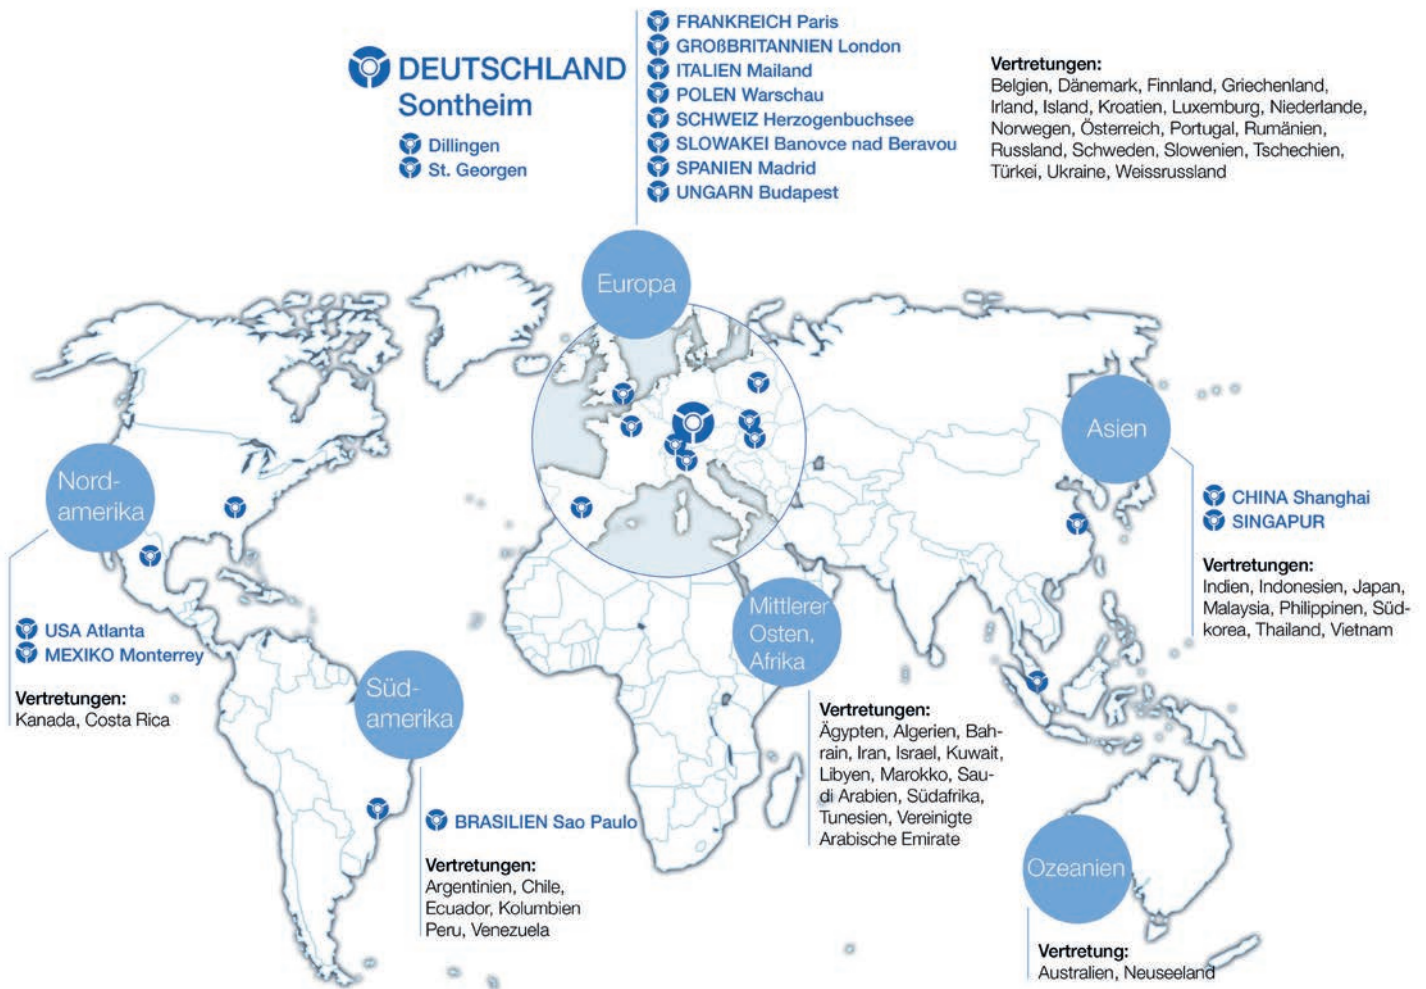 DEUTSCHLAND
Sontheim
Dillingen
St. Georgen
FRANKREICH Paris
GROßBRITANNIEN London
ITALIEN Mailand
POLEN Warschau
SCHWEIZ Herzogenbuchsee
SLOWAKEI Banovce nad Beravou
SPANIEN Madrid
UNGARN Budapest
Vertretungen:
Belgien, Dänemark, Finnland, Griechenland,
Irland, Island, Kroatien, Luxemburg, Niederlande,
Norwegen, Österreich, Portugal, Rumänien,
Russland, Schweden, Slowenien, Tschechien,
Türkei, Ukraine, Weissrussland
Europa
Asien
CHINA Shanghai
SINGAPUR
Vertretungen:
Indien, Indonesien, Japan,
Malaysia, Philippinen, Süd-
korea, Thailand, Vietnam
Nord-
amerika
USA Atlanta
MEXIKO Monterrey
Vertretungen:
Kanada, Costa Rica
Süd-
amerika
BRASILIEN Sao Paulo
Vertretungen:
Argentinien, Chile,
Ecuador, Kolumbien
Peru, Venezuela
Mittlerer
Osten,
Afrika
Vertretungen:
Ägypten, Algerien, Bah-
rain, Iran, Israel, Kuwait,
Libyen, Marokko, Sau-
di Arabien, Südafrika,
Tunesien, Vereinigte
Arabische Emirate
Ozeanien
Vertretung:
Australien, Neuseeland